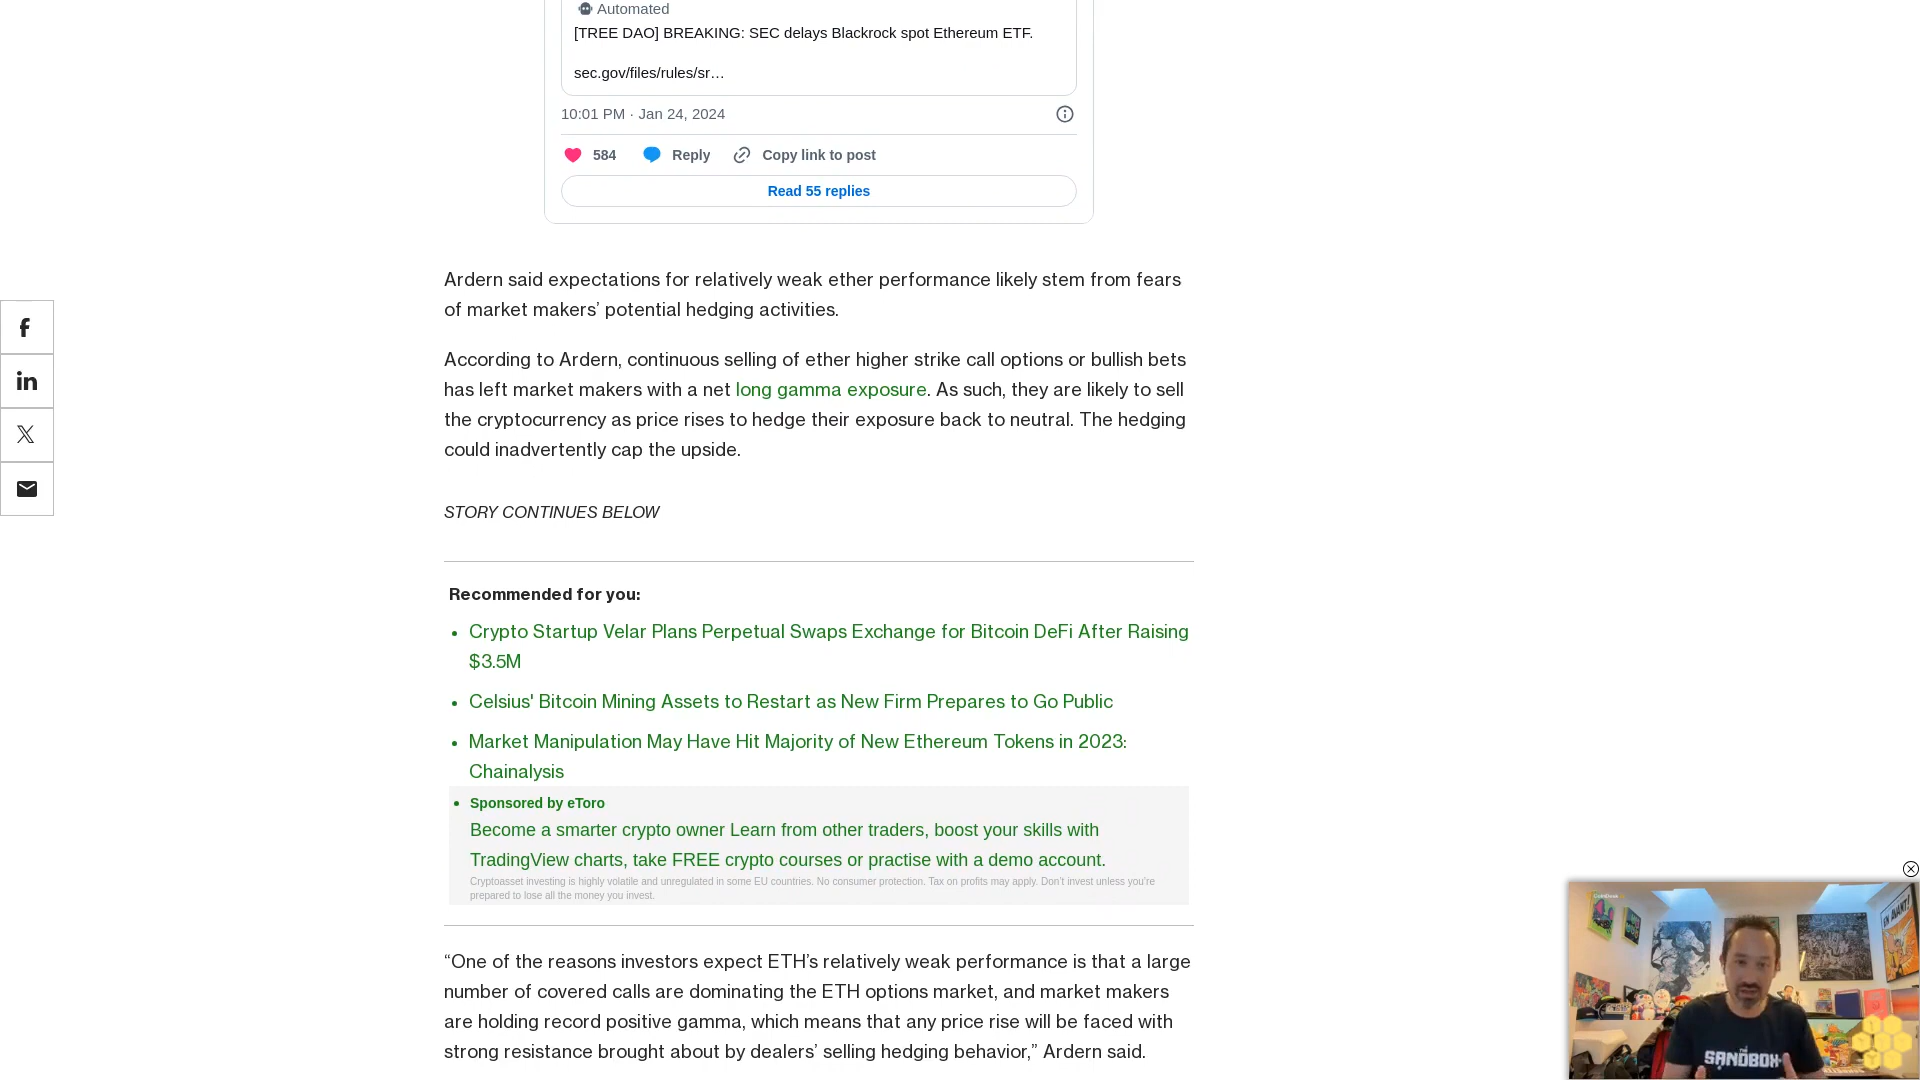 Automated
[TREE DAO] BREAKING: SEC delays Blackrock spot Ethereum ETF.
sec.gov/files/rules/sr…
10:01 PM · Jan 24, 2024
584 Reply Copy link to post
Read 55 replies
Ardern said expectations for relatively weak ether performance likely stem from fears
of market makers’ potential hedging activities.
According to Ardern, continuous selling of ether higher strike call options or bullish bets
has left market makers with a net long gamma exposure. As such, they are likely to sell
the cryptocurrency as price rises to hedge their exposure back to neutral. The hedging
could inadvertently cap the upside.
STORY CONTINUES BELOW
Recommended for you:
• Crypto Startup Velar Plans Perpetual Swaps Exchange for Bitcoin DeFi After Raising
$3.5M
• Celsius' Bitcoin Mining Assets to Restart as New Firm Prepares to Go Public
• Market Manipulation May Have Hit Majority of New Ethereum Tokens in 2023:
Chainalysis
• Sponsored by eToro
Become a smarter crypto owner Learn from other traders, boost your skills with
TradingView charts, take FREE crypto courses or practise with a demo account.
Cryptoasset investing is highly volatile and unregulated in some EU countries. No consumer protection. Tax on profits may apply. Don’t invest unless you’re
prepared to lose all the money you invest.
“One of the reasons investors expect ETH’s relatively weak performance is that a large
number of covered calls are dominating the ETH options market, and market makers
are holding record positive gamma, which means that any price rise will be faced with
strong resistance brought about by dealers’ selling hedging behavior,” Ardern said.
CoinDesk
EN AVANT!
THE
SANDBOX